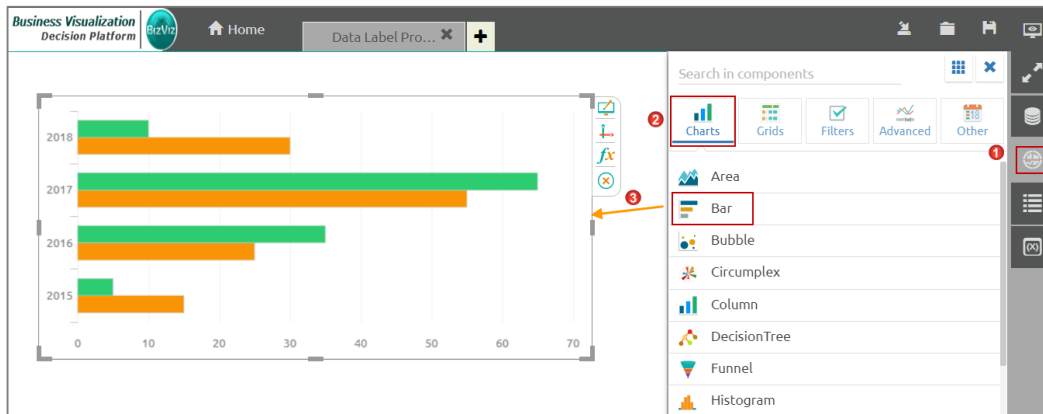 Business Visualization
Decision Platform
BIZVIZ
Home
Data Label Pro...
Search in components
2
Charts
Grids
Filters
Advanced
18
Other
1
Area
3
Bar
Bubble
Circumplex
Column
DecisionTree
Funnel
Histogram
fx
(x)
2018
2017
2016
2015
0 10 20 30 40 50 60 70